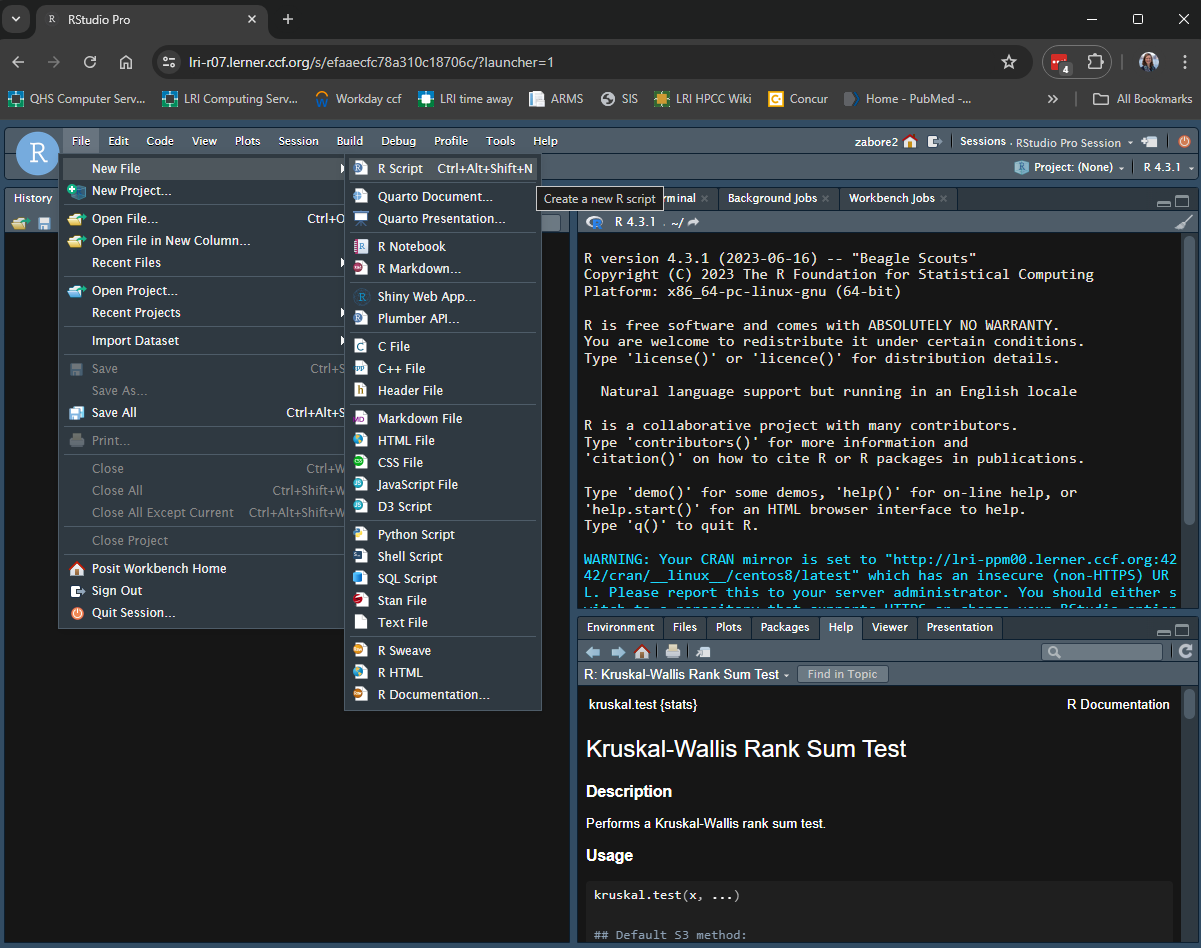 RStudio Pro
lri-r07.lerner.ccf.org/s/efaaecfc78a310c18706c/?launcher=1
4
QHS Computer Serv...
LRI Computing Serv...
Workday ccf
LRI time away
ARMS
SIS
LRI HPCC Wiki
Concur
Home - PubMed -...
All Bookmarks
R
File Edit Code View Plots Session Build Debug Profile Tools Help
zabore2
Sessions
RStudio Pro Session
Project: (None)
R 4.3.1
History
New File
New Project...
Open File... Ctrl+O
Open File in New Column...
Recent Files
Open Project...
Recent Projects
Import Dataset
Save Ctrl+S
Save As...
Save All Ctrl+Alt+S
Print...
Close Ctrl+W
Close All Ctrl+Shift+W
Close All Except Current Ctrl+Alt+Shift+W
Close Project
Posit Workbench Home
Sign Out
Quit Session...
R Script Ctrl+Alt+Shift+N
Quarto Document...
Quarto Presentation...
R Notebook
R Markdown...
Shiny Web App...
Plumber API...
C File
C++ File
Header File
Markdown File
HTML File
CSS File
JavaScript File
D3 Script
Python Script
Shell Script
SQL Script
Stan File
Text File
R Sweave
R HTML
R Documentation...
Create a new R script
minal
Background Jobs
Workbench Jobs
R 4.3.1 . ~/
R version 4.3.1 (2023-06-16) -- "Beagle Scouts"
Copyright (C) 2023 The R Foundation for Statistical Computing
Platform: x86_64-pc-linux-gnu (64-bit)
R is free software and comes with ABSOLUTELY NO WARRANTY.
You are welcome to redistribute it under certain conditions.
Type 'license()' or 'licence()' for distribution details.
Natural language support but running in an English locale
R is a collaborative project with many contributors.
Type 'contributors()' for more information and
'citation()' on how to cite R or R packages in publications.
Type 'demo()' for some demos, 'help()' for on-line help, or
'help.start()' for an HTML browser interface to help.
Type 'q()' to quit R.
WARNING: Your CRAN mirror is set to "http://lri-ppm00.lerner.ccf.org:42
42/cran/__linux__/centos8/latest" which has an insecure (non-HTTPS) UR
L. Please report this to your server administrator. You should either s
witch to a repository that supports HTTPS or change your RStudio option
Environment Files Plots Packages Help Viewer Presentation
R: Kruskal-Wallis Rank Sum Test
Find in Topic
kruskal.test {stats}
R Documentation
Kruskal-Wallis Rank Sum Test
Description
Performs a Kruskal-Wallis rank sum test.
Usage
kruskal.test(x, ...)
## Default S3 method: